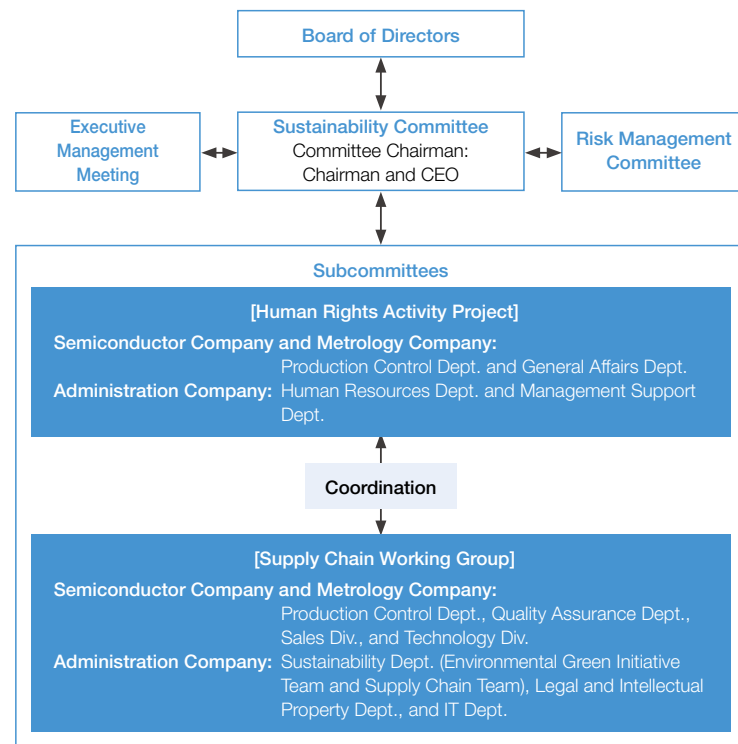 Board of Directors
Executive
Management
Meeting
Sustainability Committee
Committee Chairman:
Chairman and CEO
Risk Management
Committee
Subcommittees
[Human Rights Activity Project]
Semiconductor Company and Metrology Company:
Production Control Dept. and General Affairs Dept.
Administration Company: Human Resources Dept. and Management Support
Dept.
Coordination
[Supply Chain Working Group]
Semiconductor Company and Metrology Company:
Production Control Dept., Quality Assurance Dept.,
Sales Div., and Technology Div.
Administration Company: Sustainability Dept. (Environmental Green Initiative
Team and Supply Chain Team), Legal and Intellectual
Property Dept., and IT Dept.